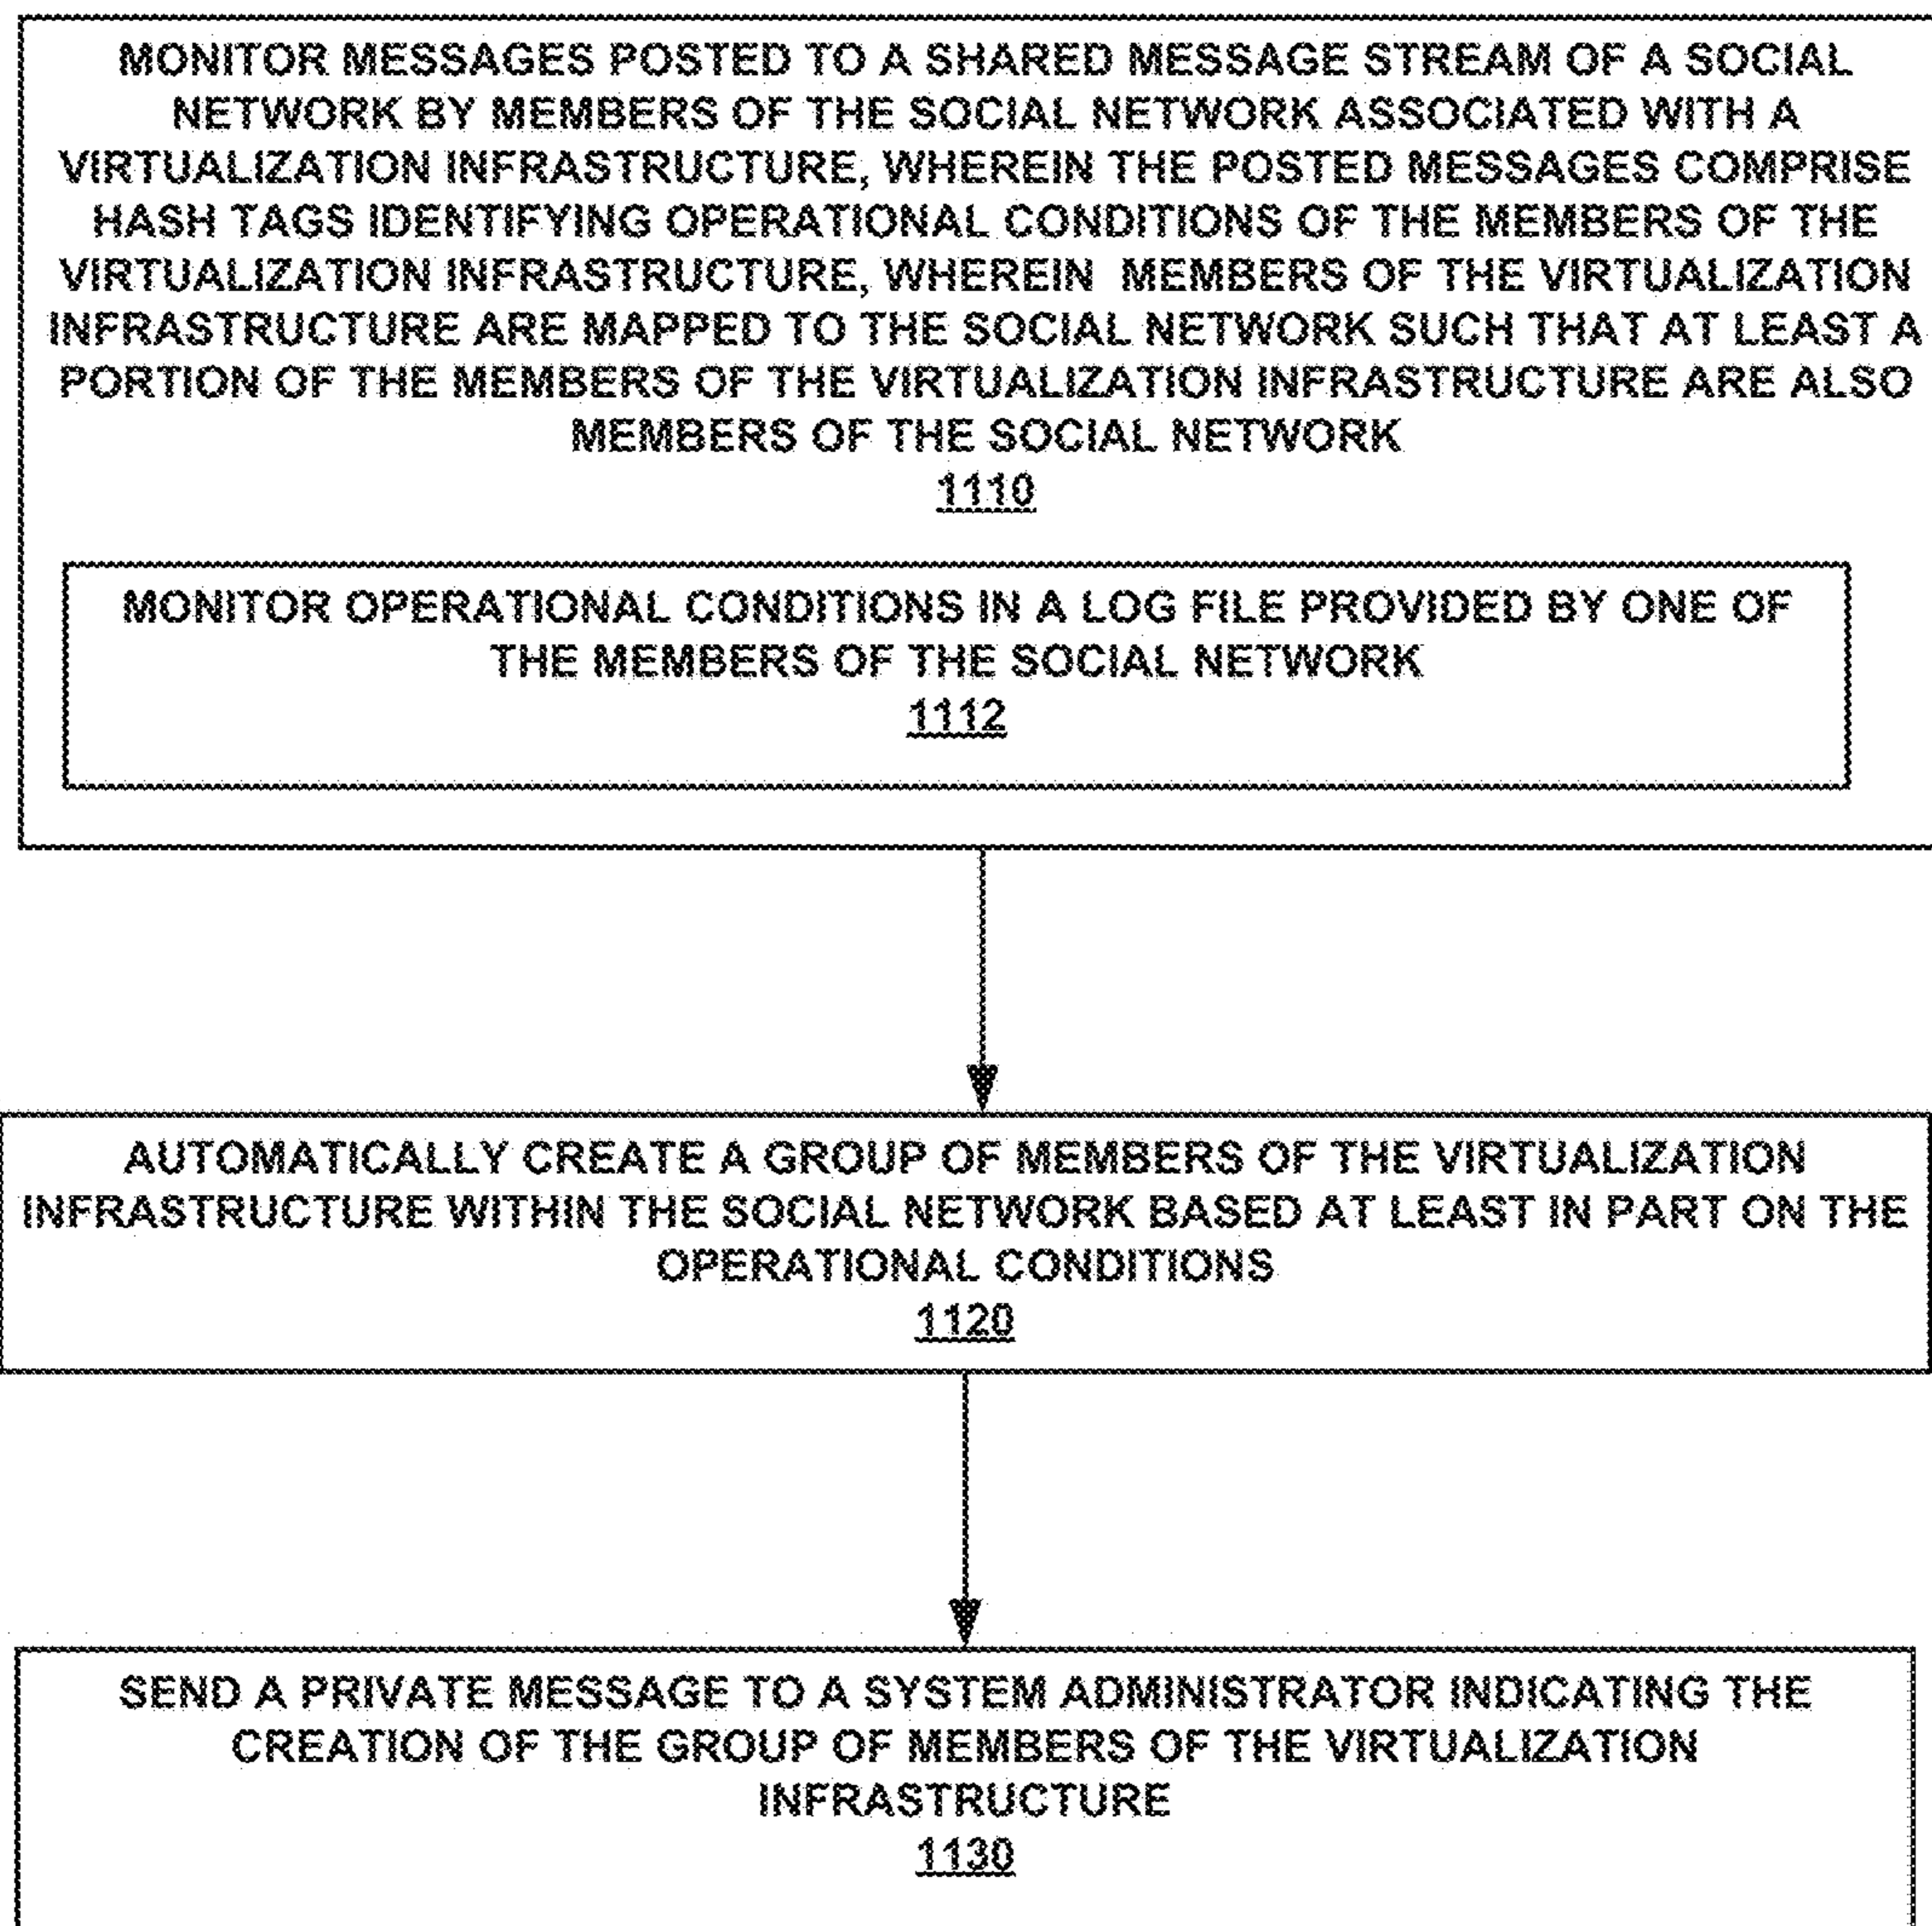 MONITOR MESSAGES POSTED TO A SHARED MESSAGE STREAM OF A SOCIAL
NETWORK BY MEMBERS OF THE SOCIAL NETWORK ASSOCIATED WITH A
VIRTUALIZATION INFRASTRUCTURE, WHEREIN THE POSTED MESSAGES COMPRISE
HASH TAGS IDENTIFYING OPERATIONAL CONDITIONS OF THE MEMBERS OF THE
VIRTUALIZATION INFRASTRUCTURE, WHEREIN MEMBERS OF THE VIRTUALIZATION
INFRASTRUCTURE ARE MAPPED TO THE SOCIAL NETWORK SUCH THAT AT LEAST A
PORTION OF THE MEMBERS OF THE VIRTUALIZATION INFRASTRUCTURE ARE ALSO
MEMBERS OF THE SOCIAL NETWORK
1110
MONITOR OPERATIONAL CONDITIONS IN A LOG FILE PROVIDED BY ONE OF
THE MEMBERS OF THE SOCIAL NETWORK
1112
AUTOMATICALLY CREATE A GROUP OF MEMBERS OF THE VIRTUALIZATION
INFRASTRUCTURE WITHIN THE SOCIAL NETWORK BASED AT LEAST IN PART ON THE
OPERATIONAL CONDITIONS
1120
SEND A PRIVATE MESSAGE TO A SYSTEM ADMINISTRATOR INDICATING THE
CREATION OF THE GROUP OF MEMBERS OF THE VIRTUALIZATION
INFRASTRUCTURE
1130